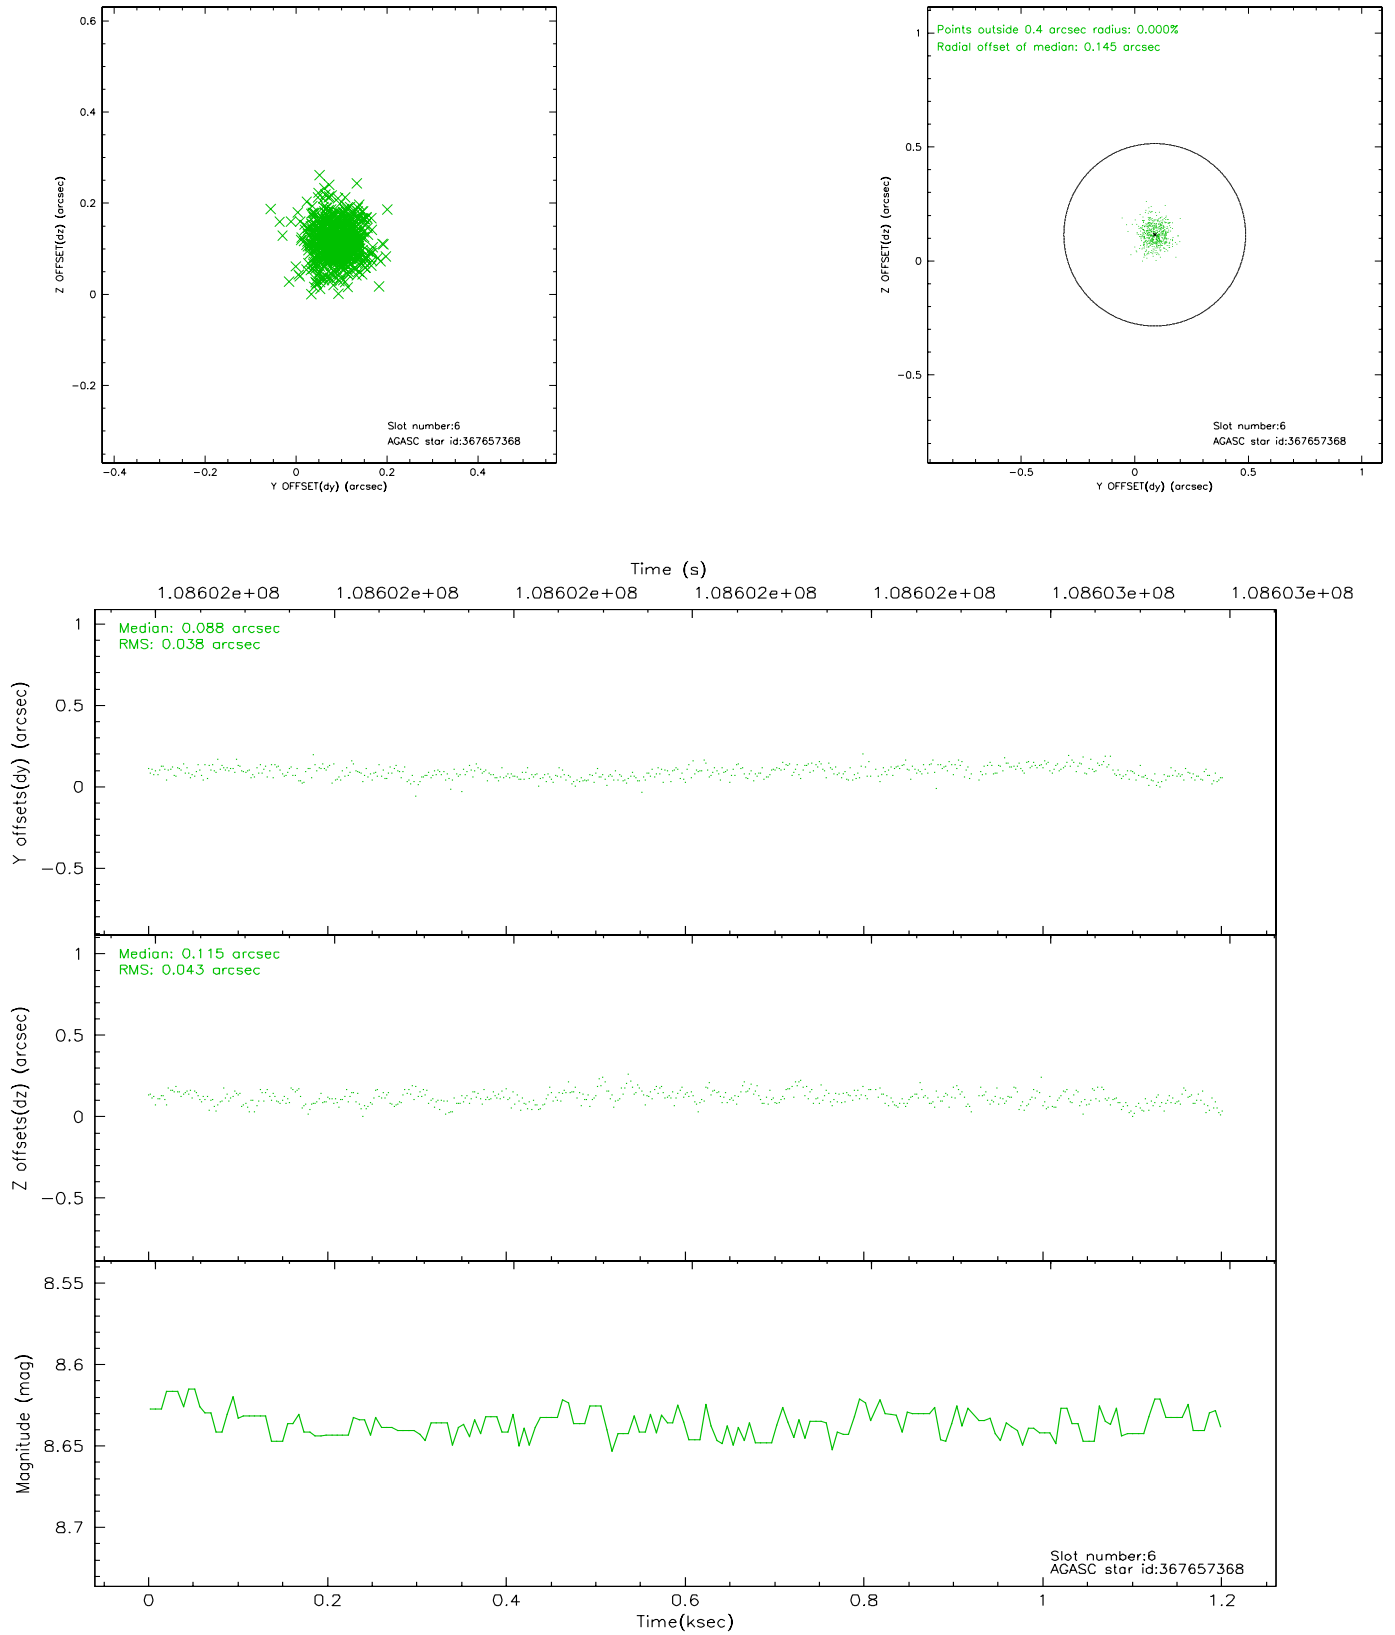 0.6
0.4
0.2
0
−0.2
Z OFFSET(dz) (arcsec)
Slot number:6
AGASC star id:367657368
−0.4 −0.2 0 0.2 0.4
Y OFFSET(dy) (arcsec)
Points outside 0.4 arcsec radius: 0.000%
Radial offset of median: 0.145 arcsec
1
0.5
0
−0.5
Z OFFSET(dz) (arcsec)
Slot number:6
AGASC star id:367657368
−0.5 0 0.5 1
Y OFFSET(dy) (arcsec)
Time (s)
1.08602e+08 1.08602e+08 1.08602e+08 1.08602e+08 1.08602e+08 1.08603e+08 1.08603e+08
Median: 0.088 arcsec
RMS: 0.038 arcsec
1
0.5
0
−0.5
Y offsets(dy) (arcsec)
Median: 0.115 arcsec
RMS: 0.043 arcsec
1
0.5
0
−0.5
Z offsets(dz) (arcsec)
8.55
8.6
8.65
8.7
Magnitude (mag)
Slot number:6
AGASC star id:367657368
0 0.2 0.4 0.6 0.8 1 1.2
Time(ksec)